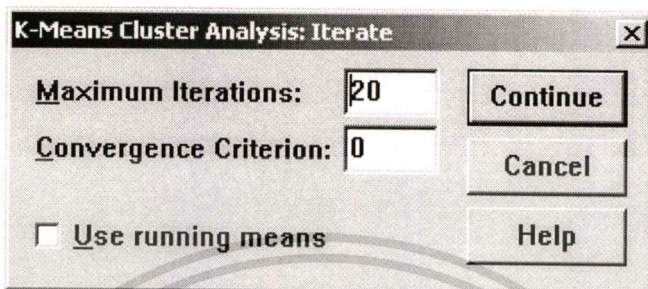 K-Means Cluster Analysis: Iterate
Maximum Iterations: 20
Continue
Convergence Criterion: 0
Cancel
Use running means
Help